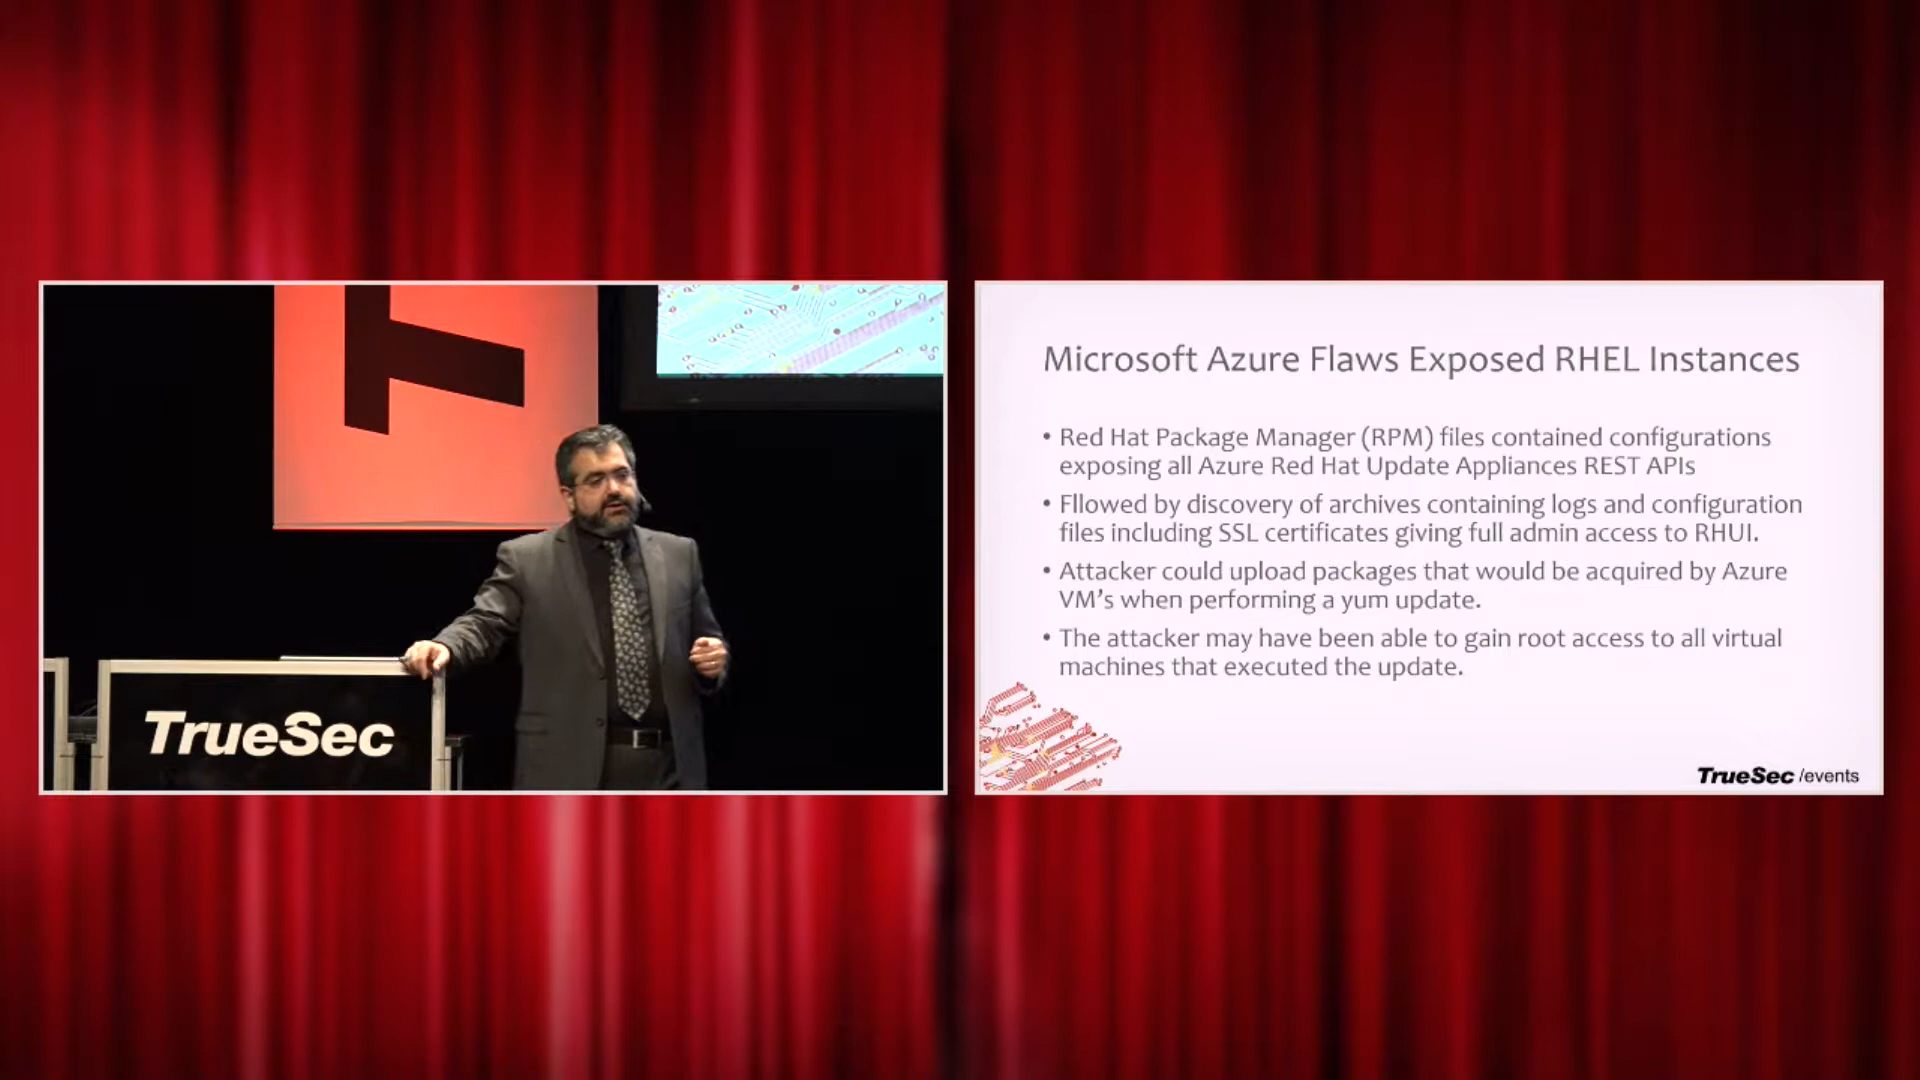 TrueSec
Microsoft Azure Flaws Exposed RHEL Instances
• Red Hat Package Manager (RPM) files contained configurations
exposing all Azure Red Hat Update Appliances REST APIs
• Fllowed by discovery of archives containing logs and configuration
files including SSL certificates giving full admin access to RHUI.
• Attacker could upload packages that would be acquired by Azure
VM's when performing a yum update.
• The attacker may have been able to gain root access to all virtual
machines that executed the update.
TrueSec /events